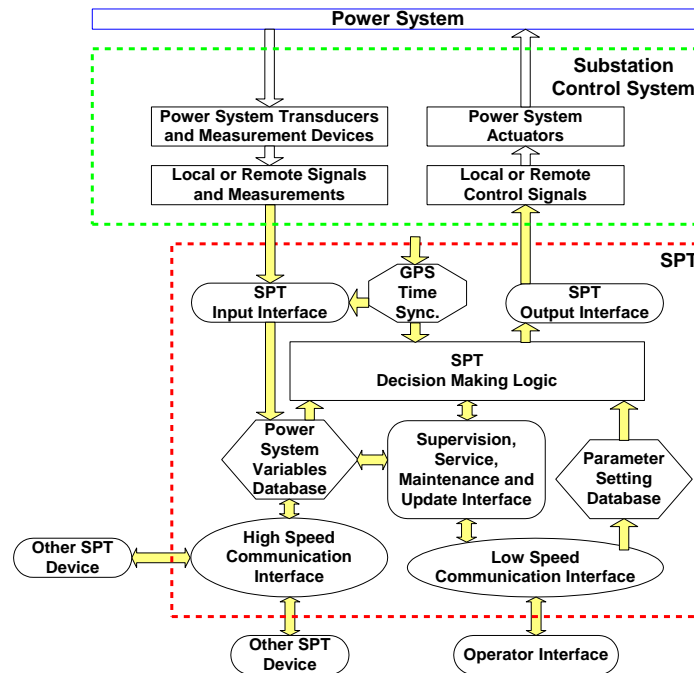 Power System
Substation
Control System
Power System Transducers
and Measurement Devices
Power System
Actuators
Local or Remote Signals
and Measurements
Local or Remote
Control Signals
SPT
GPS
Time
Sync.
SPT
Input Interface
SPT
Output Interface
SPT
Decision Making Logic
Power
System
Variables
Database
Supervision,
Service,
Maintenance and
Update Interface
Parameter
Setting
Database
High Speed
Communication
Interface
Low Speed
Communication Interface
Other SPT
Device
Other SPT
Device
Operator Interface